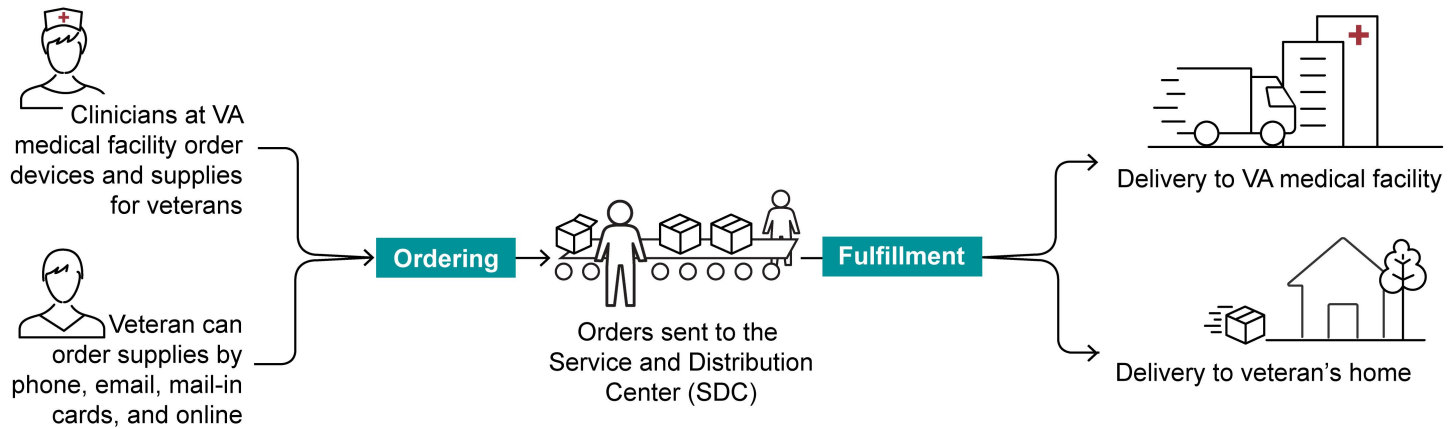 Clinicians at VA
medical facility order
devices and supplies
for veterans
Veteran can
order supplies by
phone, email, mail-in
cards, and online
Ordering
Orders sent to the
Service and Distribution
Center (SDC)
Fulfillment
Delivery to VA medical facility
Delivery to veteran’s home